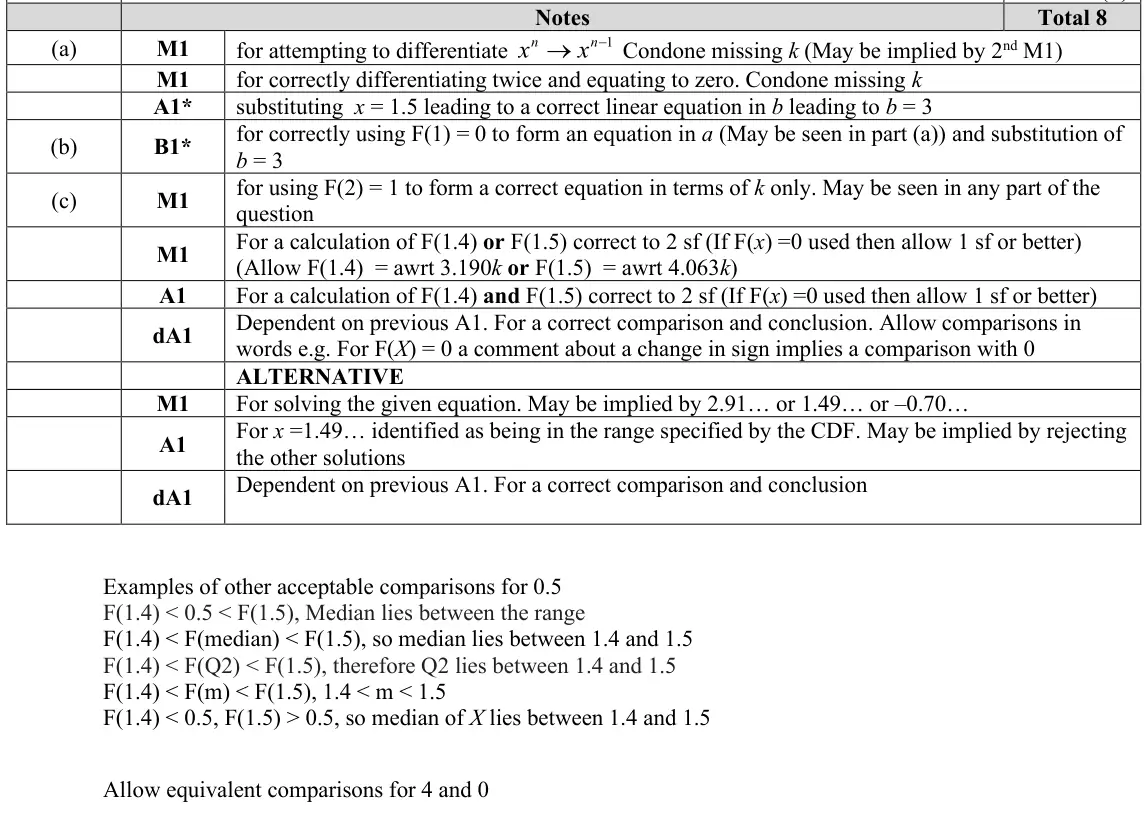 Notes Total 8
(a) M1 for attempting to differentiate xⁿ → xⁿ⁻¹ Condone missing k (May be implied by 2nd M1)
M1 for correctly differentiating twice and equating to zero. Condone missing k
A1* substituting x = 1.5 leading to a correct linear equation in b leading to b = 3
(b) B1* for correctly using F(1) = 0 to form an equation in a (May be seen in part (a)) and substitution of
b = 3
(c) M1 for using F(2) = 1 to form a correct equation in terms of k only. May be seen in any part of the
question
M1 For a calculation of F(1.4) or F(1.5) correct to 2 sf (If F(x) =0 used then allow 1 sf or better)
(Allow F(1.4) = awrt 3.190k or F(1.5) = awrt 4.063k)
A1 For a calculation of F(1.4) and F(1.5) correct to 2 sf (If F(x) =0 used then allow 1 sf or better)
dA1 Dependent on previous A1. For a correct comparison and conclusion. Allow comparisons in
words e.g. For F(X) = 0 a comment about a change in sign implies a comparison with 0
ALTERNATIVE
M1 For solving the given equation. May be implied by 2.91… or 1.49… or –0.70…
A1 For x =1.49… identified as being in the range specified by the CDF. May be implied by rejecting
the other solutions
dA1 Dependent on previous A1. For a correct comparison and conclusion
Examples of other acceptable comparisons for 0.5
F(1.4) < 0.5 < F(1.5), Median lies between the range
F(1.4) < F(median) < F(1.5), so median lies between 1.4 and 1.5
F(1.4) < F(Q2) < F(1.5), therefore Q2 lies between 1.4 and 1.5
F(1.4) < F(m) < F(1.5), 1.4 < m < 1.5
F(1.4) < 0.5, F(1.5) > 0.5, so median of X lies between 1.4 and 1.5
Allow equivalent comparisons for 4 and 0